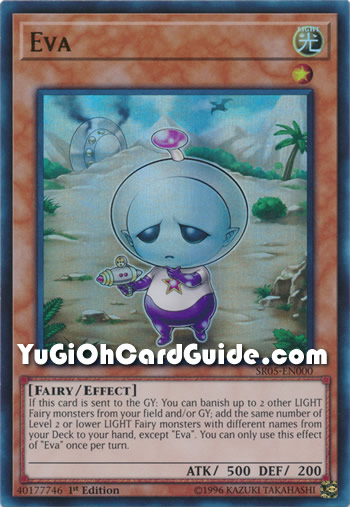 Eva
LIGHT
光
YuGiOhCardGuide.com
SR05-EN000
[Fairy/Effect]
If this card is sent to the GY: You can banish up to 2 other LIGHT
Fairy monsters from your field and/or GY; add the same number of
Level 2 or lower LIGHT Fairy monsters with different names from
your Deck to your hand, except "Eva". You can only use this effect
of "Eva" once per turn.
ATK/ 500 DEF/ 200
40177746 1st Edition ©1996 KAZUKI TAKAHASHI